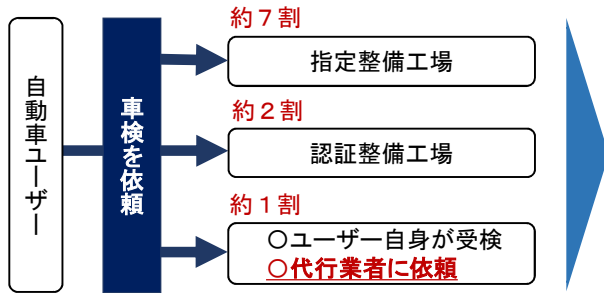 自動車ユーザー
車検を依頼
約７割
指定整備工場
約２割
認証整備工場
約１割
○ユーザー自身が受検
○代行業者に依頼